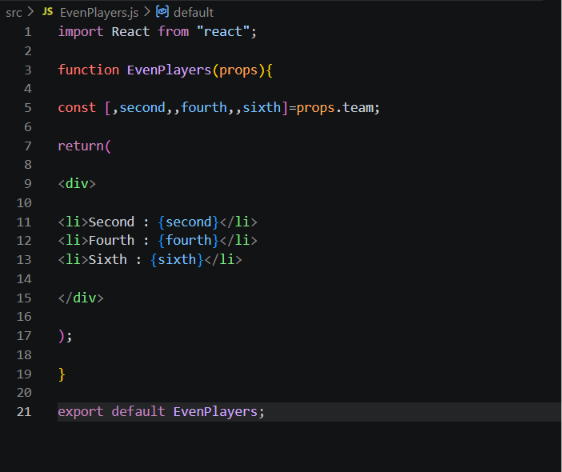 src > JS EvenPlayers.js > default
1 import React from "react";
2
3 function EvenPlayers(props){
4
5 const [,second,,fourth,,sixth]=props.team;
6
7 return(
8
9 <div>
10
11 <li>Second : {second}</li>
12 <li>Fourth : {fourth}</li>
13 <li>Sixth : {sixth}</li>
14
15 </div>
16
17 );
18
19 }
20
21 export default EvenPlayers;